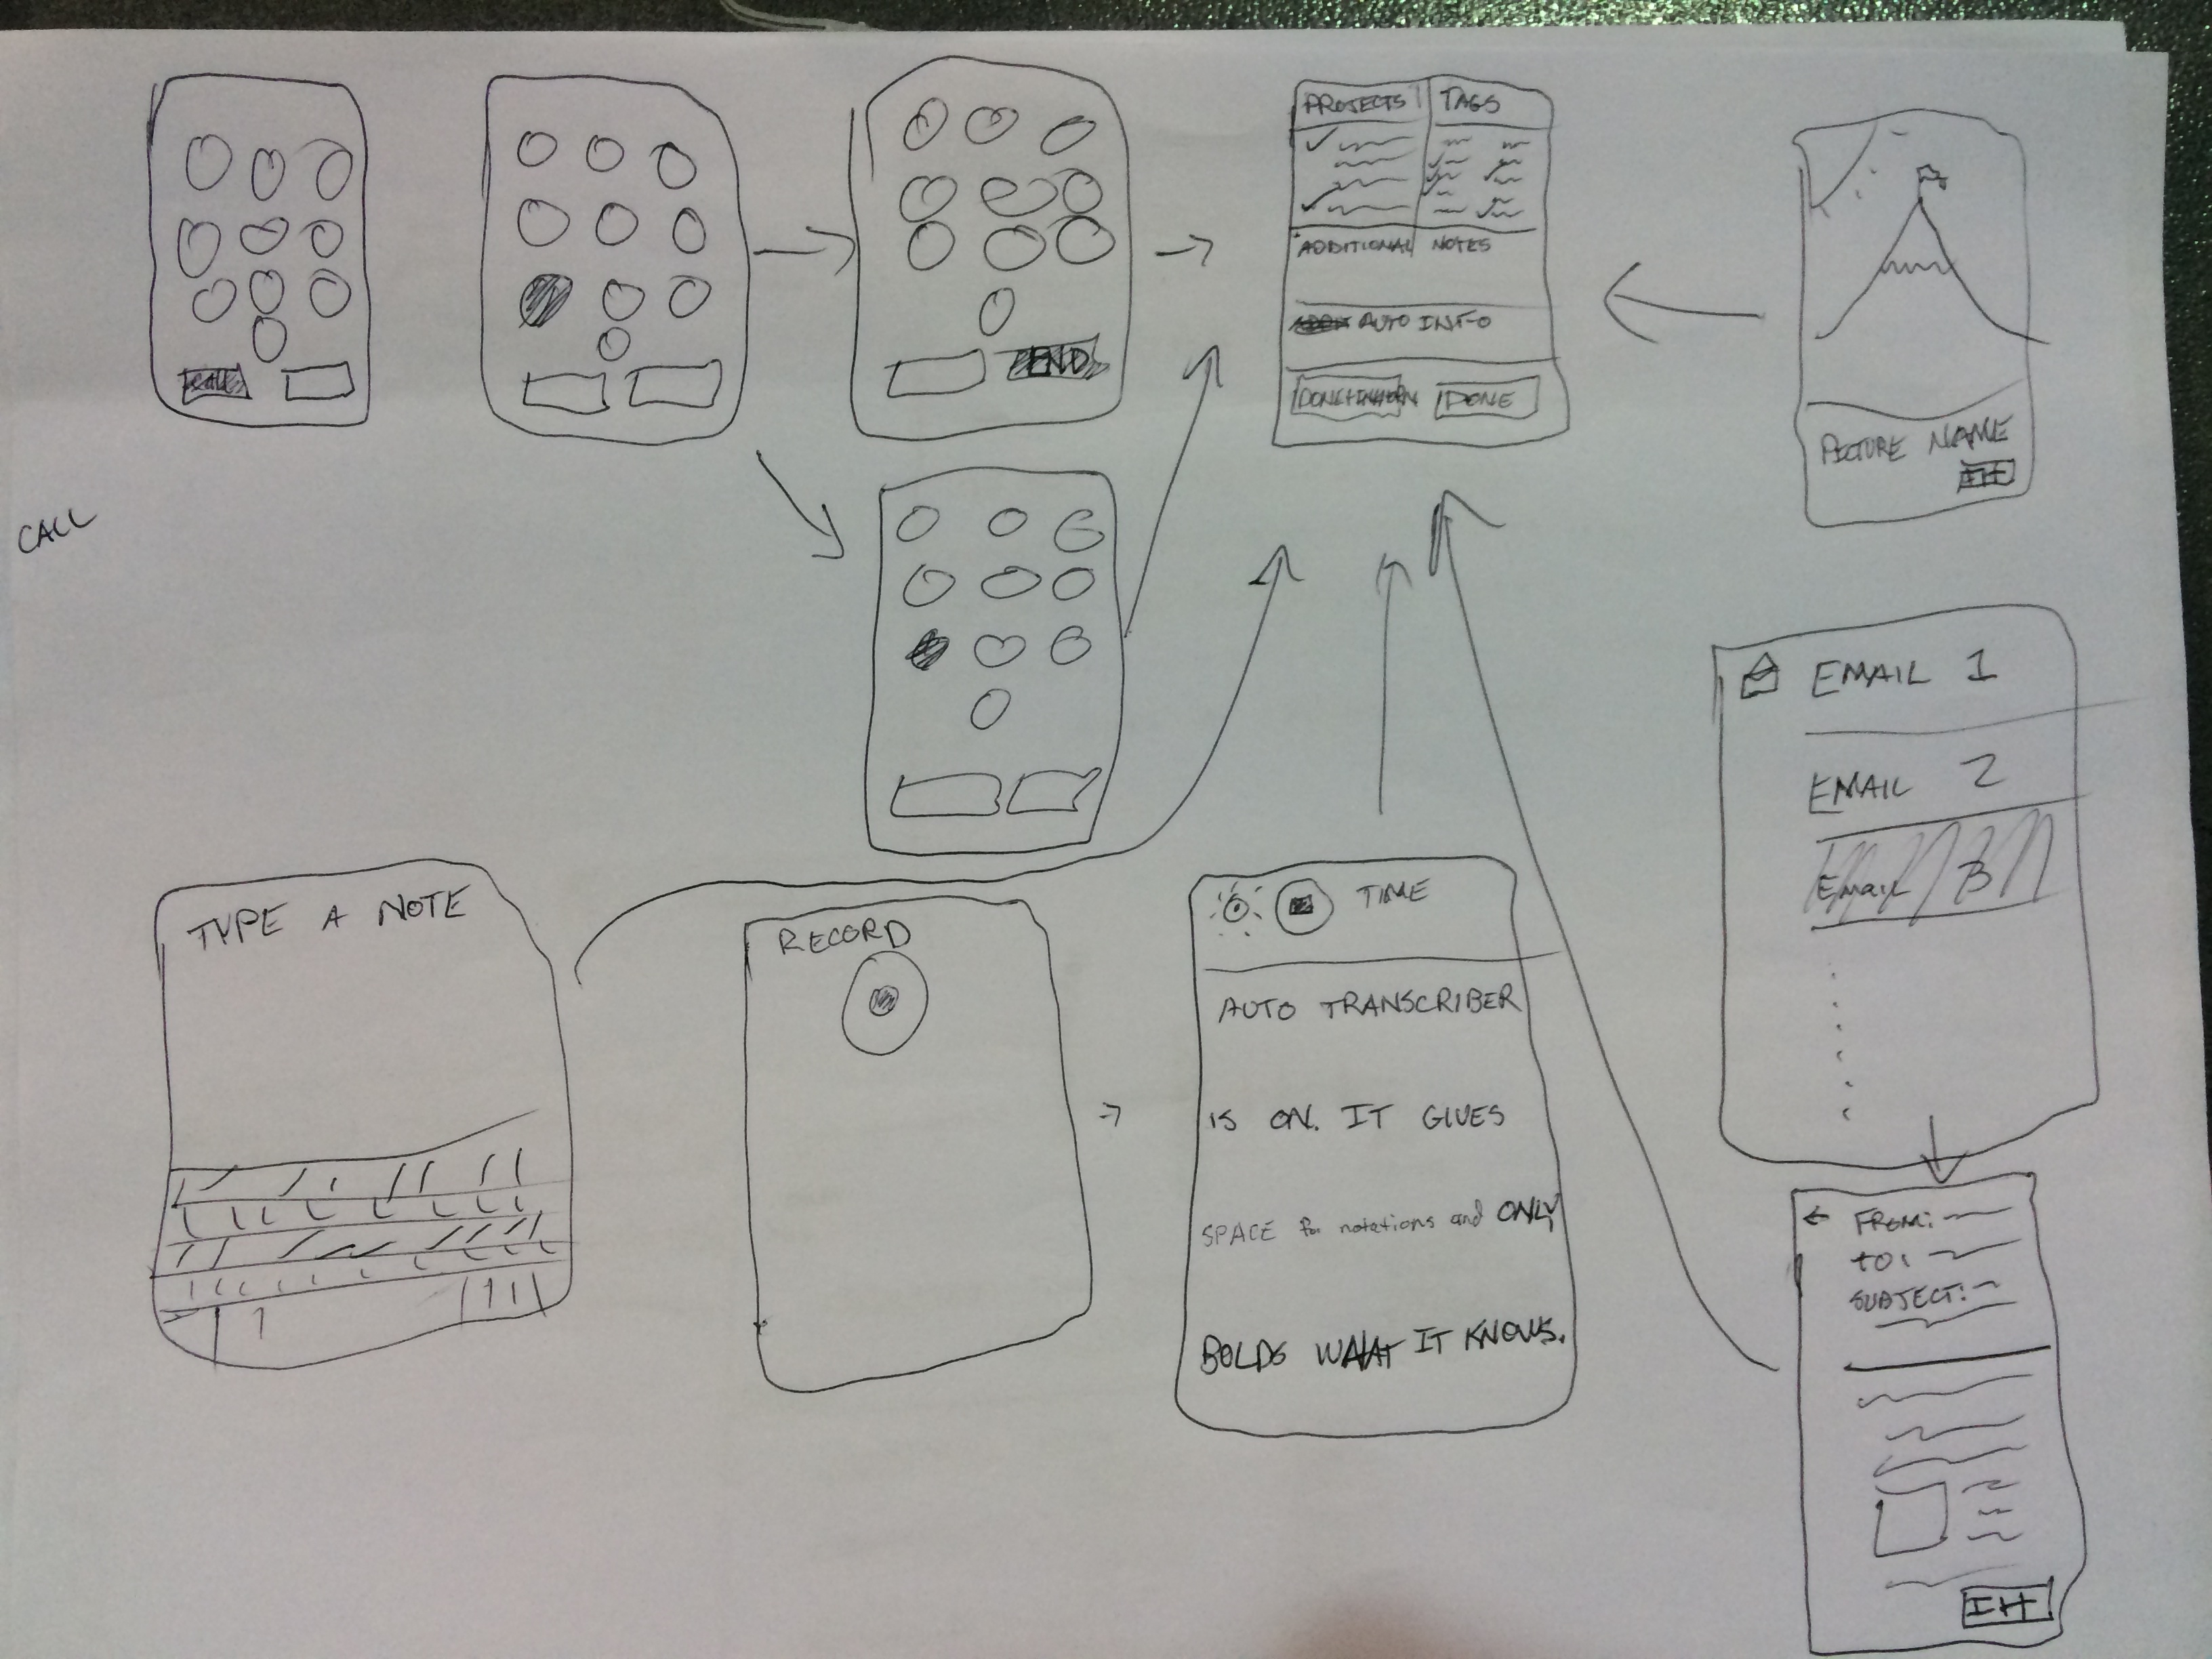 CALL
CALL
END
PROJECTS TAGS
ADDITIONAL NOTES
AUTO INFO
DONE
PICTURE NAME
IH
TYPE A NOTE
RECORD
TIME
AUTO TRANSCRIBER
IS ON. IT GIVES
SPACE for notations and ONLY
BOLDS WHAT IT KNOWS.
EMAIL 1
EMAIL 2
Email 3
FROM:
TO:
SUBJECT:
IH